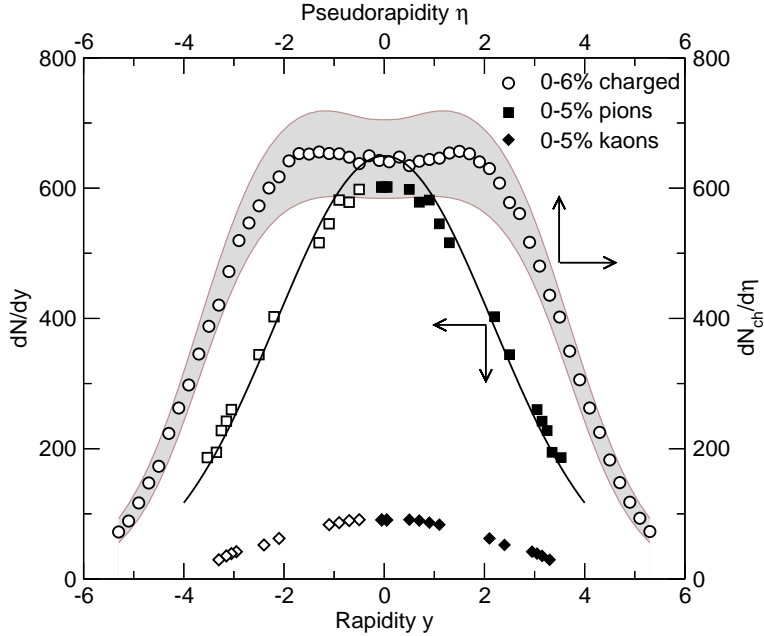 Pseudorapidity η
-6 -4 -2 0 2 4 6
800 800
0-6% charged
0-5% pions
0-5% kaons
600 600
dN/dy
400 400
dN_ch/dη
200 200
0 0
-6 -4 -2 0 2 4 6
Rapidity y